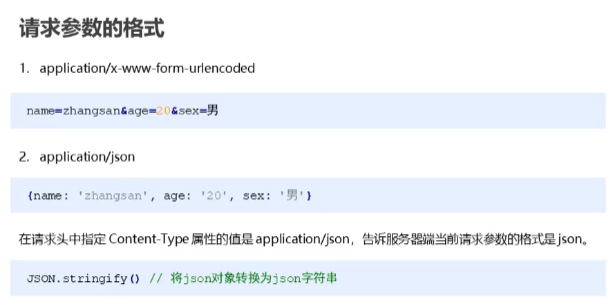 请求参数的格式
1. application/x-www-form-urlencoded
name=zhangsan&age=20&sex=男
2. application/json
{name: 'zhangsan', age: '20', sex: '男'}
在请求头中指定 Content-Type 属性的值是 application/json，告诉服务器端当前请求参数的格式是 json。
JSON.stringify() // 将json对象转换为json字符串